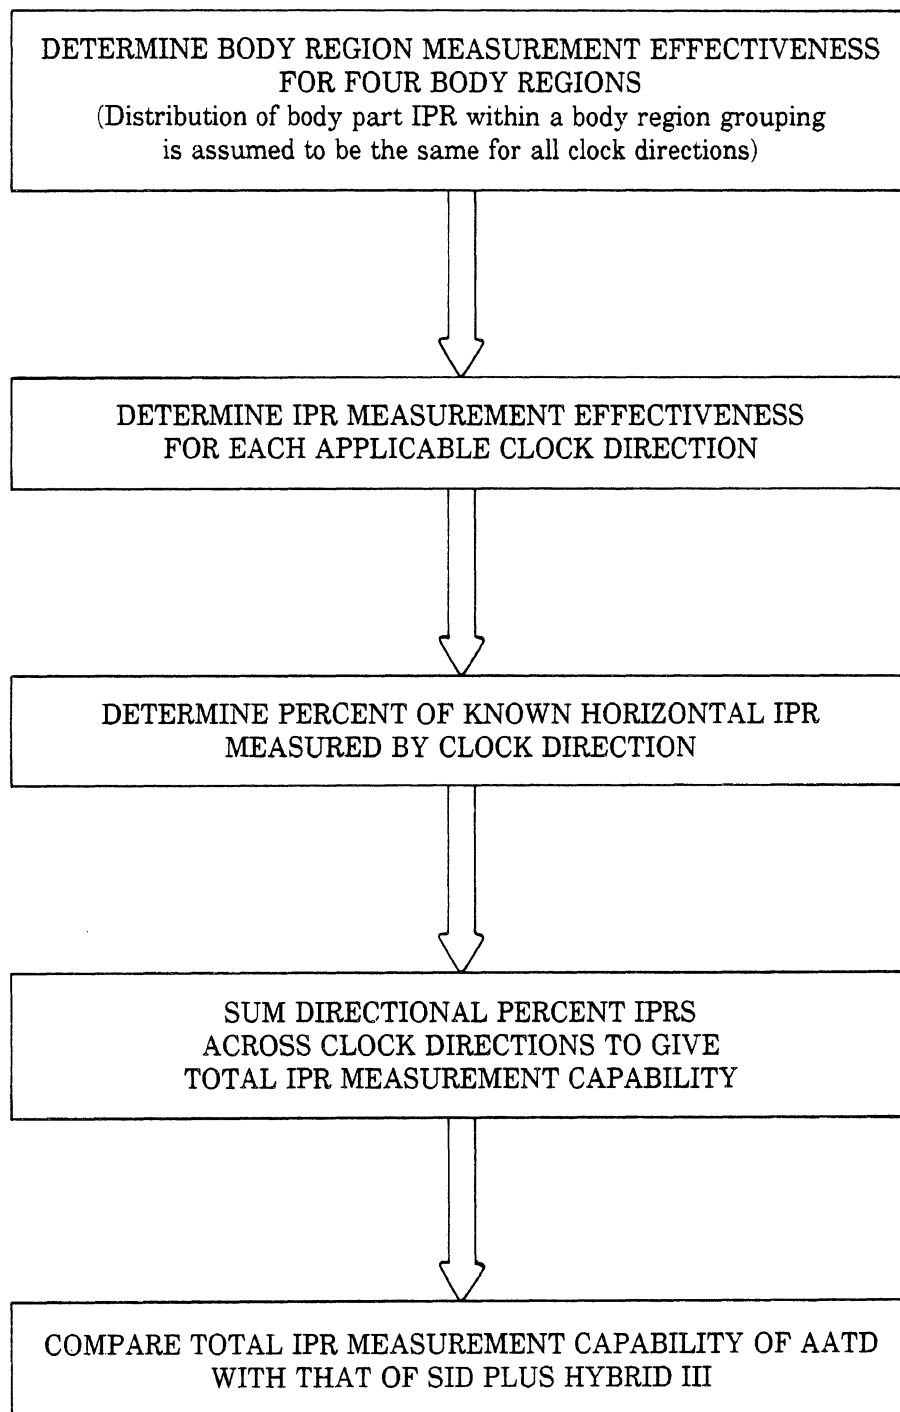 DETERMINE BODY REGION MEASUREMENT EFFECTIVENESS
FOR FOUR BODY REGIONS
(Distribution of body part IPR within a body region grouping
is assumed to be the same for all clock directions)
DETERMINE IPR MEASUREMENT EFFECTIVENESS
FOR EACH APPLICABLE CLOCK DIRECTION
DETERMINE PERCENT OF KNOWN HORIZONTAL IPR
MEASURED BY CLOCK DIRECTION
SUM DIRECTIONAL PERCENT IPRS
ACROSS CLOCK DIRECTIONS TO GIVE
TOTAL IPR MEASUREMENT CAPABILITY
COMPARE TOTAL IPR MEASUREMENT CAPABILITY OF AATD
WITH THAT OF SID PLUS HYBRID III